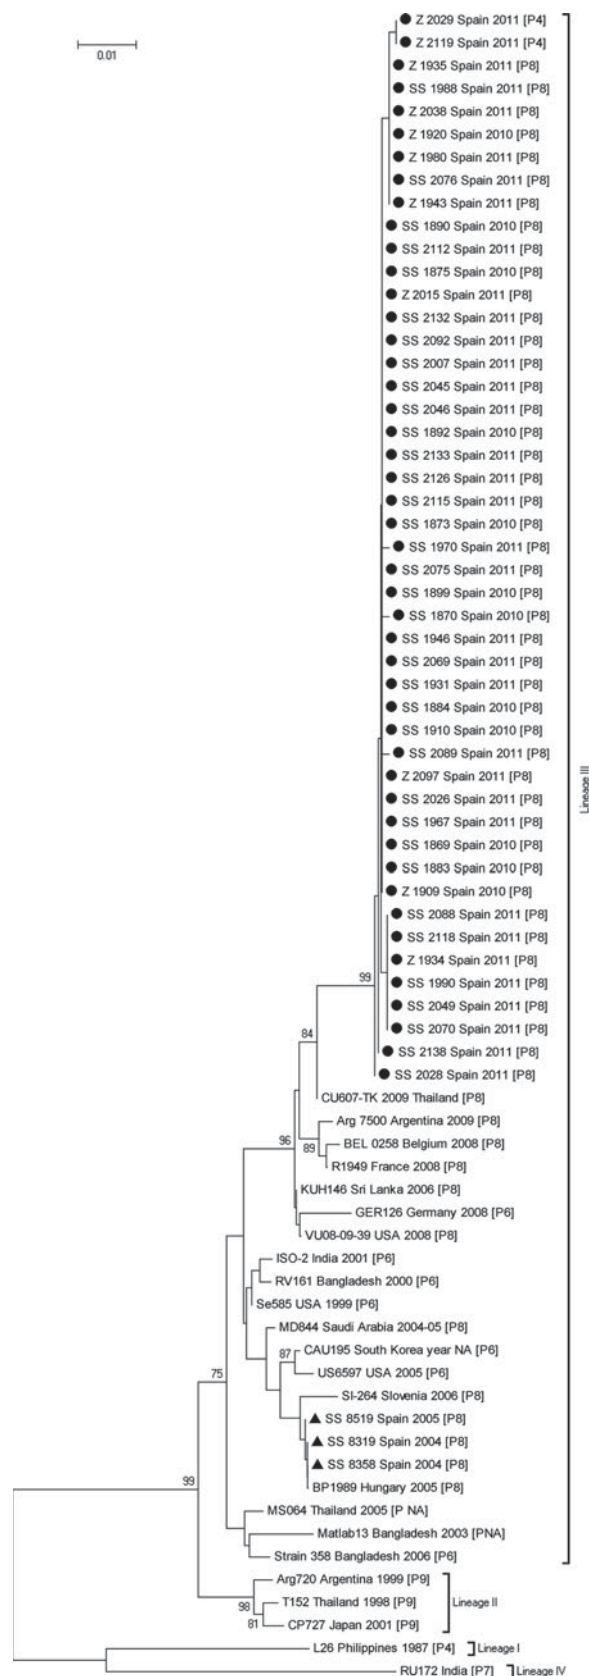 Z 2029 Spain 2011 [P4]
0.01
Z 2119 Spain 2011 [P4]
Z 1935 Spain 2011 [P8]
SS 1988 Spain 2011 [P8]
Z 2038 Spain 2011 [P8]
Z 1920 Spain 2010 [P8]
Z 1980 Spain 2011 [P8]
SS 2076 Spain 2011 [P8]
Z 1943 Spain 2011 [P8]
SS 1890 Spain 2010 [P8]
SS 2112 Spain 2011 [P8]
SS 1875 Spain 2010 [P8]
Z 2015 Spain 2011 [P8]
SS 2132 Spain 2011 [P8]
SS 2092 Spain 2011 [P8]
SS 2007 Spain 2011 [P8]
SS 2045 Spain 2011 [P8]
SS 2046 Spain 2011 [P8]
SS 1892 Spain 2010 [P8]
SS 2133 Spain 2011 [P8]
SS 2126 Spain 2011 [P8]
SS 2115 Spain 2011 [P8]
SS 1873 Spain 2010 [P8]
SS 1970 Spain 2011 [P8]
SS 2075 Spain 2011 [P8]
SS 1899 Spain 2010 [P8]
SS 1870 Spain 2010 [P8]
SS 1946 Spain 2011 [P8]
SS 2069 Spain 2011 [P8]
SS 1931 Spain 2011 [P8]
SS 1884 Spain 2010 [P8]
SS 1910 Spain 2010 [P8]
SS 2089 Spain 2011 [P8]
Z 2097 Spain 2011 [P8]
Lineage III
SS 2026 Spain 2011 [P8]
SS 1967 Spain 2011 [P8]
SS 1869 Spain 2010 [P8]
SS 1883 Spain 2010 [P8]
Z 1909 Spain 2010 [P8]
SS 2088 Spain 2011 [P8]
SS 2118 Spain 2011 [P8]
Z 1934 Spain 2011 [P8]
99
SS 1990 Spain 2011 [P8]
SS 2049 Spain 2011 [P8]
SS 2070 Spain 2011 [P8]
84
SS 2138 Spain 2011 [P8]
SS 2028 Spain 2011 [P8]
CU607-TK 2009 Thailand [P8]
Arg 7500 Argentina 2009 [P8]
96
BEL 0258 Belgium 2008 [P8]
89
R1949 France 2008 [P8]
KUH146 Sri Lanka 2006 [P8]
GER126 Germany 2008 [P6]
VU08-09-39 USA 2008 [P8]
ISO-2 India 2001 [P6]
RV161 Bangladesh 2000 [P6]
Se585 USA 1999 [P6]
MD844 Saudi Arabia 2004-05 [P8]
87
CAU195 South Korea year NA [P6]
75
US6597 USA 2005 [P6]
SI-264 Slovenia 2006 [P8]
SS 8519 Spain 2005 [P8]
SS 8319 Spain 2004 [P8]
SS 8358 Spain 2004 [P8]
99
BP1989 Hungary 2005 [P8]
MS064 Thailand 2005 [P NA]
Matlab13 Bangladesh 2003 [PNA]
Strain 358 Bangladesh 2006 [P6]
Arg720 Argentina 1999 [P9]
98
T152 Thailand 1998 [P9]
Lineage II
81
CP727 Japan 2001 [P9]
L26 Philippines 1987 [P4]
Lineage I
RU172 India [P7]
Lineage IV